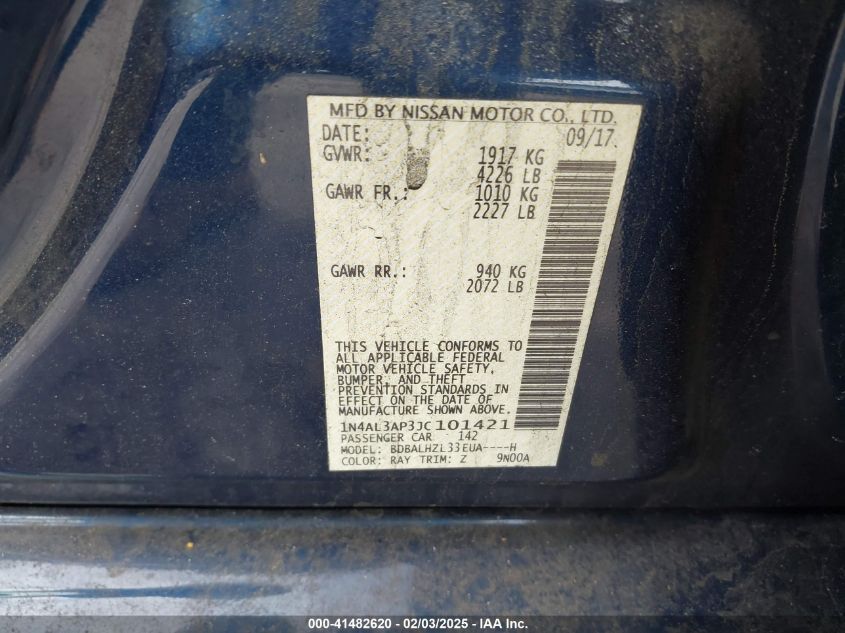 MFD BY NISSAN MOTOR CO., LTD.
DATE: 09/17
GVWR: 1917 KG
4226 LB
GAWR FR.: 1010 KG
2227 LB
GAWR RR.: 940 KG
2072 LB
THIS VEHICLE CONFORMS TO
ALL APPLICABLE FEDERAL
MOTOR VEHICLE SAFETY,
BUMPER, AND THEFT
PREVENTION STANDARDS IN
EFFECT ON THE DATE OF
MANUFACTURE SHOWN ABOVE.
1N4AL3AP3JC101421
PASSENGER CAR 142
MODEL: BDBALHZL33EUA----H
COLOR: RAY TRIM: Z 9N00A
000-41482620 - 02/03/2025 - IAA Inc.